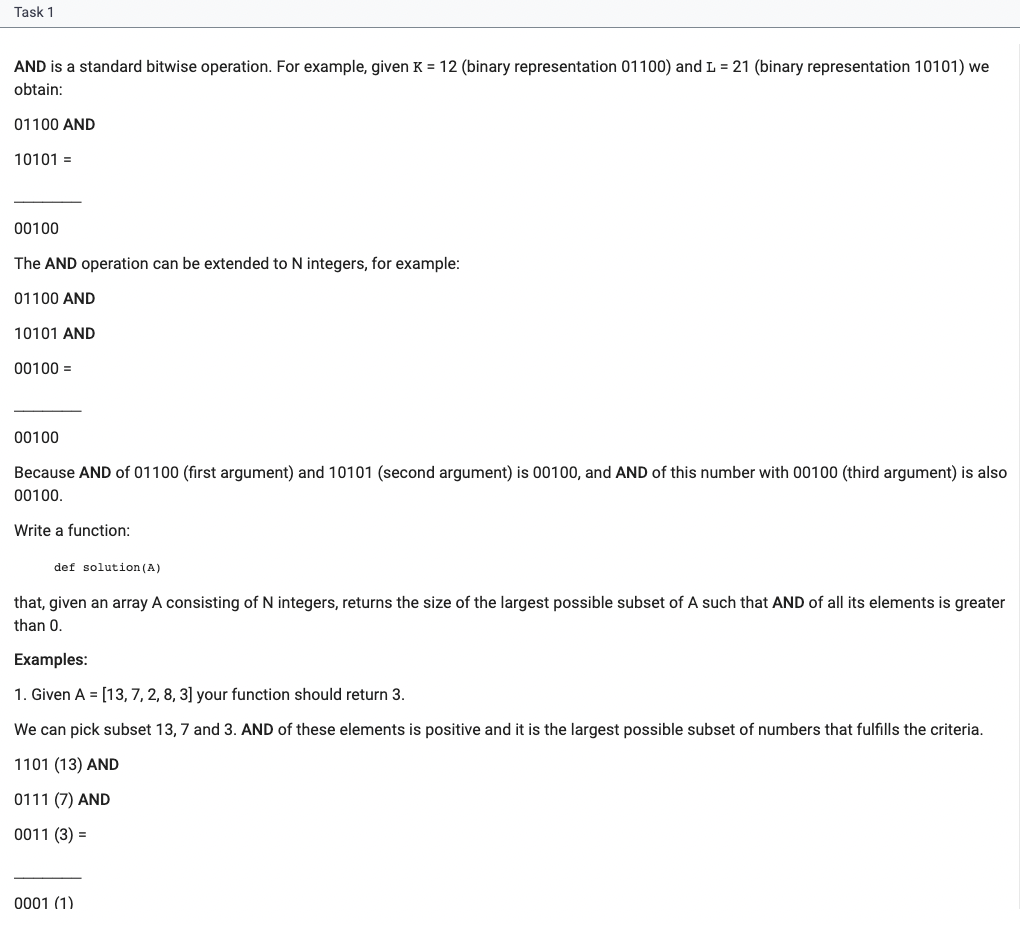 Task 1
AND is a standard bitwise operation. For example, given K = 12 (binary representation 01100) and L = 21 (binary representation 10101) we
obtain:
01100 AND
10101 =
________
00100
The AND operation can be extended to N integers, for example:
01100 AND
10101 AND
00100 =
________
00100
Because AND of 01100 (first argument) and 10101 (second argument) is 00100, and AND of this number with 00100 (third argument) is also
00100.
Write a function:
def solution(A)
that, given an array A consisting of N integers, returns the size of the largest possible subset of A such that AND of all its elements is greater
than 0.
Examples:
1. Given A = [13, 7, 2, 8, 3] your function should return 3.
We can pick subset 13, 7 and 3. AND of these elements is positive and it is the largest possible subset of numbers that fulfills the criteria.
1101 (13) AND
0111 (7) AND
0011 (3) =
________
0001 (1)